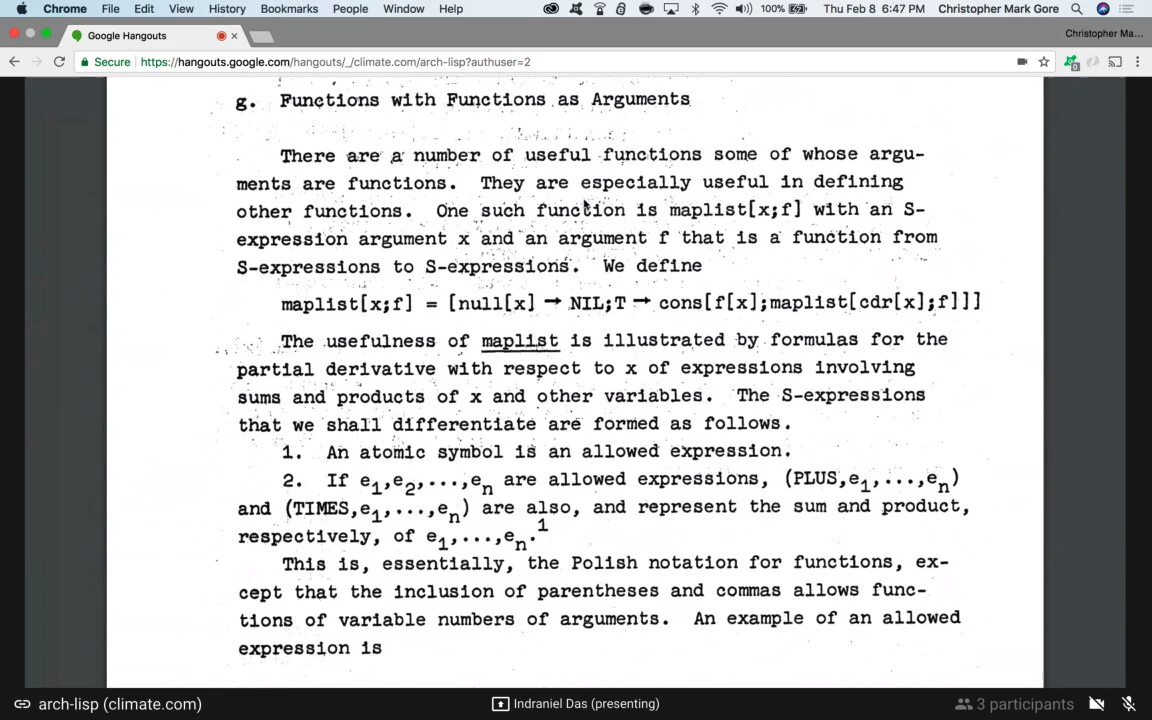 Chrome File Edit View History Bookmarks People Window Help 100% Thu Feb 8 6:47 PM Christopher Mark Gore
Google Hangouts Christopher Ma...
Secure https://hangouts.google.com/hangouts/_/climate.com/arch-lisp?authuser=2
g. Functions with Functions as Arguments
There are a number of useful functions some of whose argu-
ments are functions. They are especially useful in defining
other functions. One such function is maplist[x;f] with an S-
expression argument x and an argument f that is a function from
S-expressions to S-expressions. We define
maplist[x;f] = [null[x] → NIL;T → cons[f[x];maplist[cdr[x];f]]]
The usefulness of maplist is illustrated by formulas for the
partial derivative with respect to x of expressions involving
sums and products of x and other variables. The S-expressions
that we shall differentiate are formed as follows.
1. An atomic symbol is an allowed expression.
2. If e1,e2,...,en are allowed expressions, (PLUS,e1,...,en)
and (TIMES,e1,...,en) are also, and represent the sum and product,
respectively, of e1,...,en.1
This is, essentially, the Polish notation for functions, ex-
cept that the inclusion of parentheses and commas allows func-
tions of variable numbers of arguments. An example of an allowed
expression is
arch-lisp (climate.com) Indraniel Das (presenting) 3 participants